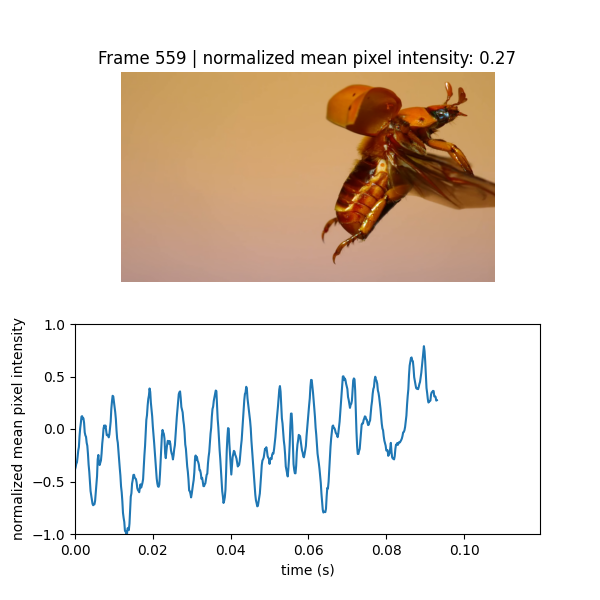 Frame 559 | normalized mean pixel intensity: 0.27
normalized mean pixel intensity
1.0
0.5
0.0
−0.5
−1.0
0.00 0.02 0.04 0.06 0.08 0.10
time (s)